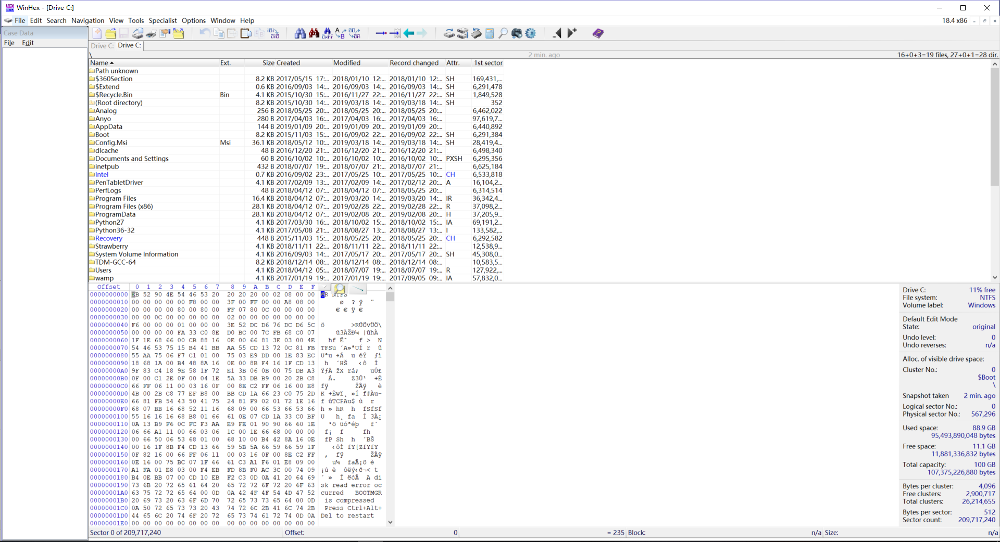 WinHex - [Drive C:]
File Edit Search Navigation View Tools Specialist Options Window Help 18.4 x86
Case Data
File Edit
Drive C: Drive C:
\ 2 min. ago 16+0+3=19 files, 27+0+1=28 dir.
Name Ext. Size Created Modified Record changed Attr. 1st sector
Path unknown
$360Section 8.2 KB 2017/05/15 17:... 2018/01/10 12:... 2018/01/10 12:... SH 169,431,...
$Extend 0.6 KB 2016/09/03 14:... 2016/09/03 14:... 2016/09/03 14:... SH 6,291,478
$Recycle.Bin Bin 4.1 KB 2015/10/30 15:... 2016/11/27 22:... 2016/11/27 22:... SH 1,849,528
(Root directory) 8.2 KB 2015/10/30 14:... 2019/03/18 14:... 2019/03/18 14:... SH 352
Analog 256 B 2018/05/25 20:... 2018/05/25 20:... 2018/05/25 20:... 6,462,022
Anyo 280 B 2017/04/03 16:... 2017/04/03 16:... 2017/04/03 16:... 97,619,7...
AppData 144 B 2019/01/09 20:... 2019/01/09 20:... 2019/01/09 20:... 6,440,892
Boot 8.2 KB 2015/11/03 15:... 2016/09/02 22:... 2016/09/02 22:... SH 6,291,384
Config.Msi Msi 36.1 KB 2018/05/12 10:... 2019/03/18 14:... 2019/03/18 14:... SH 28,419,4...
dlcache 48 B 2016/12/20 21:... 2016/12/20 21:... 2016/12/20 21:... 6,498,340
Documents and Settings 60 B 2016/10/02 10:... 2016/10/02 10:... 2016/10/02 10:... PXSH 6,295,356
inetpub 432 B 2018/07/07 19:... 2018/07/07 21:... 2018/07/07 21:... 6,625,184
Intel 0.7 KB 2016/09/02 23:... 2017/05/25 10:... 2017/05/25 10:... CH 6,533,818
PenTabletDriver 4.1 KB 2017/02/09 13:... 2017/02/09 14:... 2017/02/12 20:... A 16,104,2...
PerfLogs 48 B 2018/04/12 07:... 2018/04/12 07:... 2018/05/25 20:... 6,314,514
Program Files 16.4 KB 2018/04/12 07:... 2019/03/20 14:... 2019/03/20 14:... IR 36,342,4...
Program Files (x86) 28.1 KB 2018/04/12 07:... 2019/02/28 22:... 2019/02/28 22:... R 37,098,2...
ProgramData 28.1 KB 2018/04/12 07:... 2019/02/08 20:... 2019/02/08 20:... H 37,205,9...
Python27 4.1 KB 2017/03/30 16:... 2018/10/02 15:... 2018/10/02 15:... IA 69,191,2...
Python36-32 4.1 KB 2017/05/08 21:... 2018/08/27 13:... 2018/08/27 13:... I 133,582,...
Recovery 448 B 2015/11/03 15:... 2018/05/25 20:... 2018/05/25 20:... CH 6,292,582
Strawberry 4.1 KB 2018/11/11 22:... 2018/11/11 22:... 2018/11/11 22:... 12,538,9...
System Volume Information 4.1 KB 2016/09/03 14:... 2017/05/17 20:... 2017/05/17 20:... SH 45,308,0...
TDM-GCC-64 8.2 KB 2018/12/14 08:... 2018/12/14 08:... 2018/12/14 08:... 10,583,5...
Users 4.1 KB 2018/04/12 05:... 2018/07/07 19:... 2018/07/07 19:... R 127,922,...
wamp 4.1 KB 2017/01/19 19:... 2017/01/19 19:... 2017/09/05 09:... IA 57,832,0...
Offset 0 1 2 3 4 5 6 7 8 9 A B C D E F
0000000000 EB 52 90 4E 54 46 53 20 20 20 20 00 02 08 00 00 ëR NTFS
0000000010 00 00 00 00 00 F8 00 00 3F 00 FF 00 00 A8 08 00 ø ? ÿ ¨
0000000020 00 00 00 00 80 00 80 00 FF 07 80 0C 00 00 00 00 € € ÿ €
0000000030 00 00 0C 00 00 00 00 00 02 00 00 00 00 00 00 00
0000000040 F6 00 00 00 01 00 00 00 3E 52 DC D6 76 DC D6 5C ö >RÜÖvÜÖ\
0000000050 00 00 00 00 FA 33 C0 8E D0 BC 00 7C FB 68 C0 07 ú3ÀŽÐ¼ |ûhÀ
0000000060 1F 1E 68 66 00 CB 88 16 0E 00 66 81 3E 03 00 4E hf Ëˆ f > N
0000000070 54 46 53 75 15 B4 41 BB AA 55 CD 13 72 0C 81 FB TFSu ´A»ªUÍ r û
0000000080 55 AA 75 06 F7 C1 01 00 75 03 E9 DD 00 1E 83 EC Uªu ÷Á u éÝ ƒì
0000000090 18 68 1A 00 B4 48 8A 16 0E 00 8B F4 16 1F CD 13 h ´HŠ ‹ô Í
00000000A0 9F 83 C4 18 9E 58 1F 72 E1 3B 06 0B 00 75 DB A3 ŸƒÄ žX rá; uÛ£
00000000B0 0F 00 C1 2E 0F 00 04 1E 5A 33 DB B9 00 20 2B C8 Á. Z3Û¹ +È
00000000C0 66 FF 06 11 00 03 16 0F 00 8E C2 FF 06 16 00 E8 fÿ ŽÂÿ è
00000000D0 4B 00 2B C8 77 EF B8 00 BB CD 1A 66 23 C0 75 2D K +Èwï¸ »Í f#Àu-
00000000E0 66 81 FB 54 43 50 41 75 24 81 F9 02 01 72 1E 16 f ûTCPAu$ ù r
00000000F0 68 07 BB 16 68 52 11 16 68 09 00 66 53 66 53 66 h » hR h fSfSf
0000000100 55 16 16 16 68 B8 01 66 61 0E 07 CD 1A 33 C0 BF U h¸ fa Í 3À¿
0000000110 0A 13 B9 F6 0C FC F3 AA E9 FE 01 90 90 66 60 1E ¹ö üóªéþ f`
0000000120 06 66 A1 11 00 66 03 06 1C 00 1E 66 68 00 00 00 f¡ f fh
0000000130 00 66 50 06 53 68 01 00 68 10 00 B4 42 8A 16 0E fP Sh h ´BŠ
0000000140 00 16 1F 8B F4 CD 13 66 59 5B 5A 66 59 66 59 1F ‹ôÍ fY[ZfYfY
0000000150 0F 82 16 00 66 FF 06 11 00 03 16 0F 00 8E C2 FF ‚ fÿ ŽÂÿ
0000000160 0E 16 00 75 BC 07 1F 66 61 C3 A1 F6 01 E8 09 00 u¼ faÃ¡ö è
0000000170 A1 FA 01 E8 03 00 F4 EB FD 8B F0 AC 3C 00 74 09 ¡ú è ôëý‹ð¬< t
0000000180 B4 0E BB 07 00 CD 10 EB F2 C3 0D 0A 41 20 64 69 ´ » Í ëòÃ A di
0000000190 73 6B 20 72 65 61 64 20 65 72 72 6F 72 20 6F 63 sk read error oc
00000001A0 63 75 72 72 65 64 00 0D 0A 42 4F 4F 54 4D 47 52 curred BOOTMGR
00000001B0 20 69 73 20 63 6F 6D 70 72 65 73 73 65 64 00 0D is compressed
00000001C0 0A 50 72 65 73 73 20 43 74 72 6C 2B 41 6C 74 2B Press Ctrl+Alt+
00000001D0 44 65 6C 20 74 6F 20 72 65 73 74 61 72 74 0D 0A Del to restart
00000001E0 00 00 00 00 00 00 00 00 00 00 00 00 00 00 00 00
Drive C: 11% free
File system: NTFS
Volume label: Windows
Default Edit Mode
State: original
Undo level: 0
Undo reverses: n/a
Alloc. of visible drive space:
Cluster No.: 0
$Boot
\
Snapshot taken 2 min. ago
Logical sector No.: 0
Physical sector No.: 567,296
Used space: 88.9 GB
95,493,890,048 bytes
Free space: 11.1 GB
11,881,336,832 bytes
Total capacity: 100 GB
107,375,226,880 bytes
Bytes per cluster: 4,096
Free clusters: 2,900,717
Total clusters: 26,214,655
Bytes per sector: 512
Sector count: 209,717,240
Sector 0 of 209,717,240 Offset: 0 = 235 Block: n/a Size: n/a